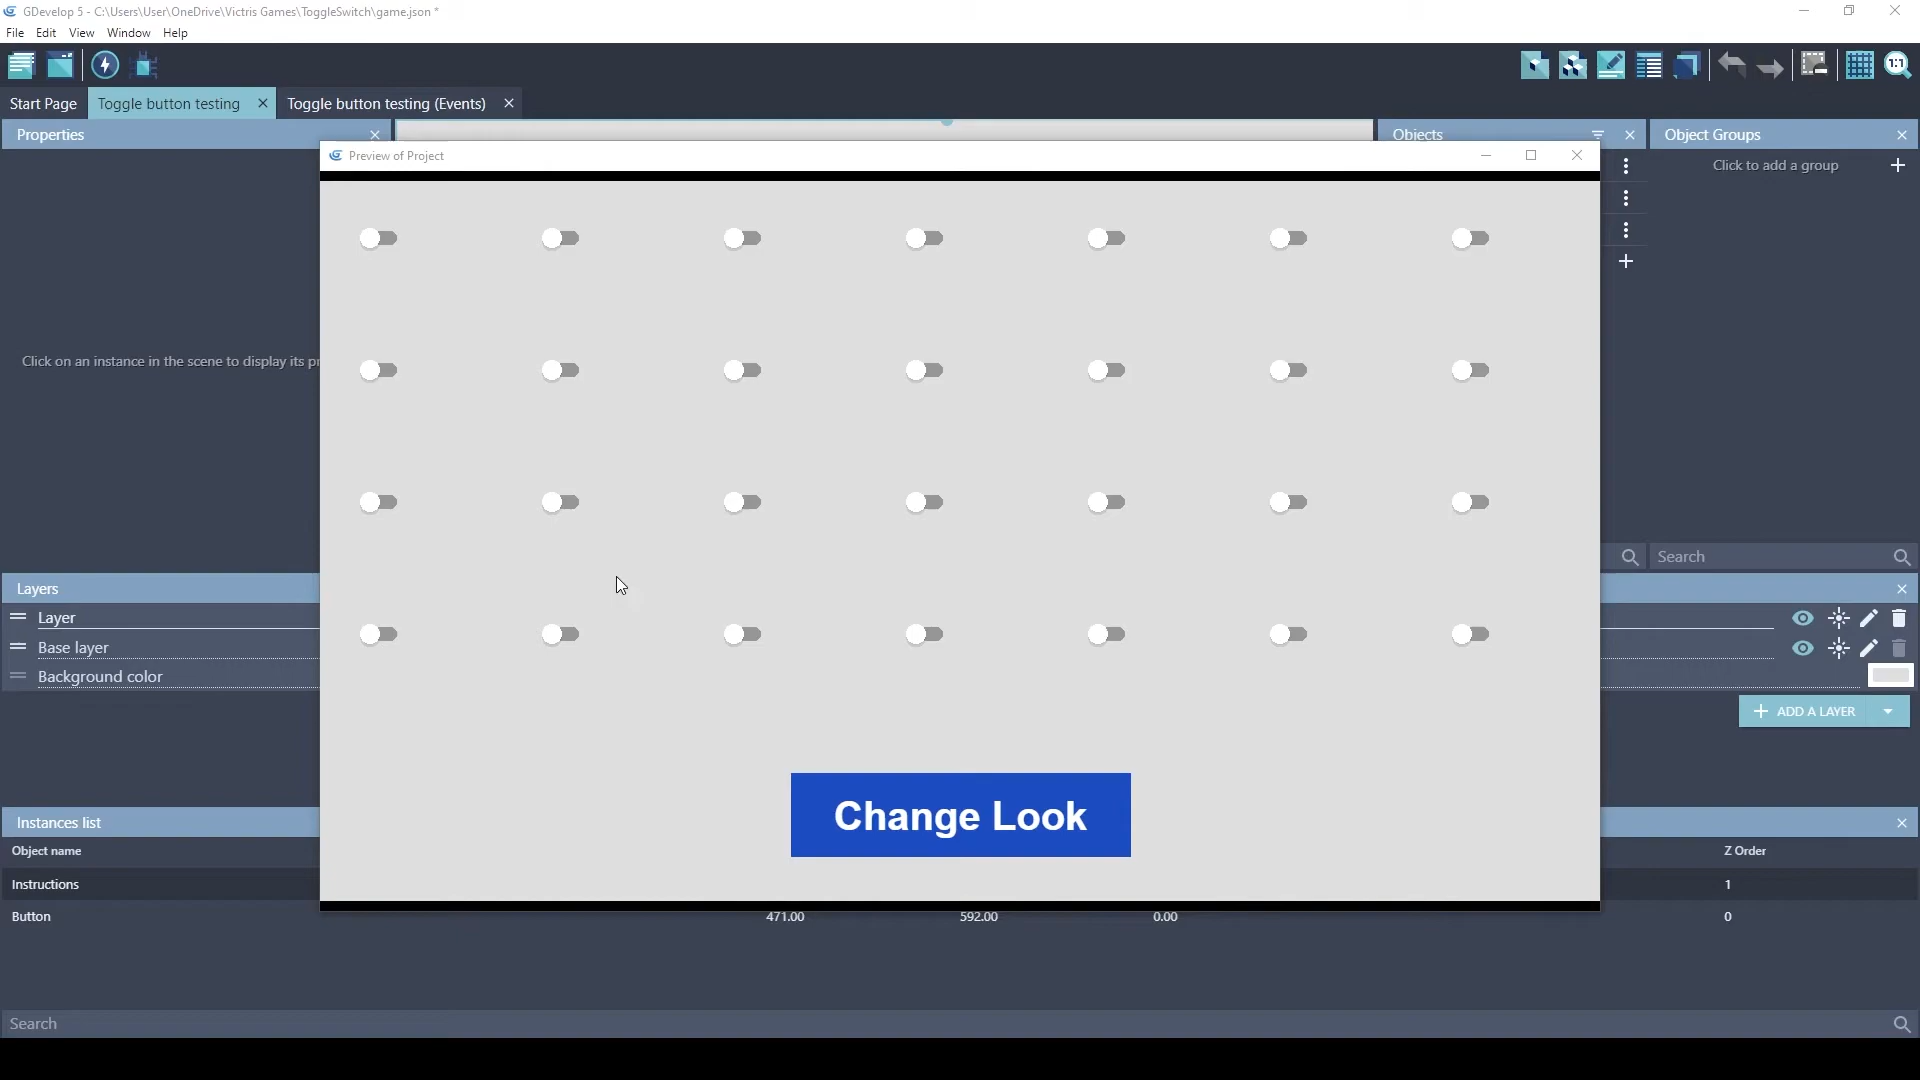 GDevelop 5 - C:\Users\User\OneDrive\Victris Games\ToggleSwitch\game.json *
File Edit View Window Help
1:1
Start Page Toggle button testing Toggle button testing (Events)
Properties Objects Object Groups
Preview of Project
Click to add a group
Click on an instance in the scene to display its
Search
Layers
Layer
Base layer
Background color
ADD A LAYER
Change Look
Instances list
Object name Z Order
Instructions 1
Button 471.00 592.00 0.00 0
Search